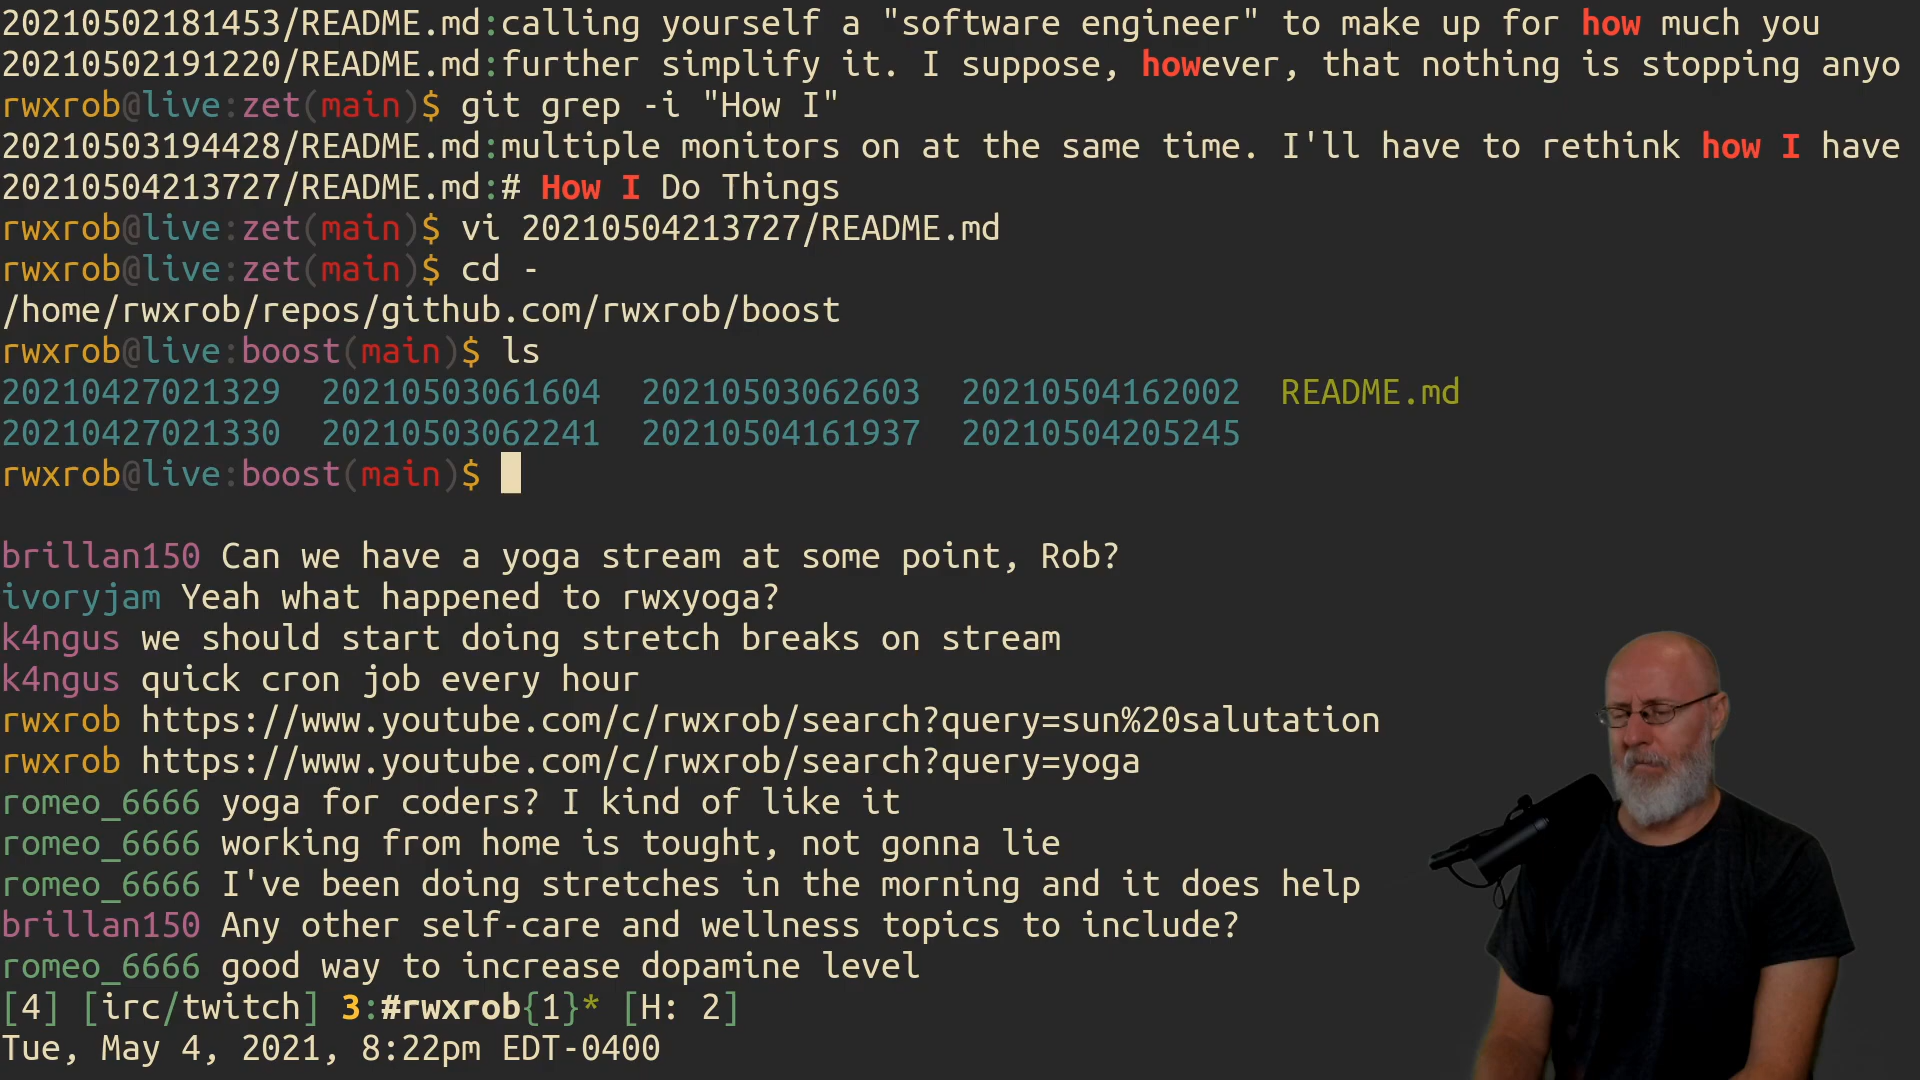 20210502181453/README.md:calling yourself a "software engineer" to make up for how much you
20210502191220/README.md:further simplify it. I suppose, however, that nothing is stopping anyo
rwxrob@live:zet(main)$ git grep -i "How I"
20210503194428/README.md:multiple monitors on at the same time. I'll have to rethink how I have
20210504213727/README.md:# How I Do Things
rwxrob@live:zet(main)$ vi 20210504213727/README.md
rwxrob@live:zet(main)$ cd -
/home/rwxrob/repos/github.com/rwxrob/boost
rwxrob@live:boost(main)$ ls
20210427021329  20210503061604  20210503062603  20210504162002  README.md
20210427021330  20210503062241  20210504161937  20210504205245
rwxrob@live:boost(main)$
brillan150 Can we have a yoga stream at some point, Rob?
ivoryjam Yeah what happened to rwxyoga?
k4ngus we should start doing stretch breaks on stream
k4ngus quick cron job every hour
rwxrob https://www.youtube.com/c/rwxrob/search?query=sun%20salutation
rwxrob https://www.youtube.com/c/rwxrob/search?query=yoga
romeo_6666 yoga for coders? I kind of like it
romeo_6666 working from home is tought, not gonna lie
romeo_6666 I've been doing stretches in the morning and it does help
brillan150 Any other self-care and wellness topics to include?
romeo_6666 good way to increase dopamine level
[4] [irc/twitch] 3:#rwxrob{1}* [H: 2]
Tue, May 4, 2021, 8:22pm EDT-0400